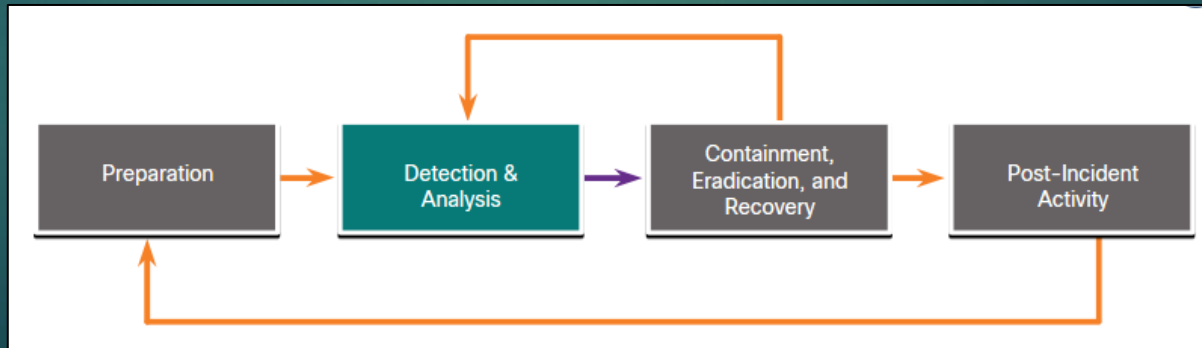 Preparation
Detection &
Analysis
Containment,
Eradication, and
Recovery
Post-Incident
Activity